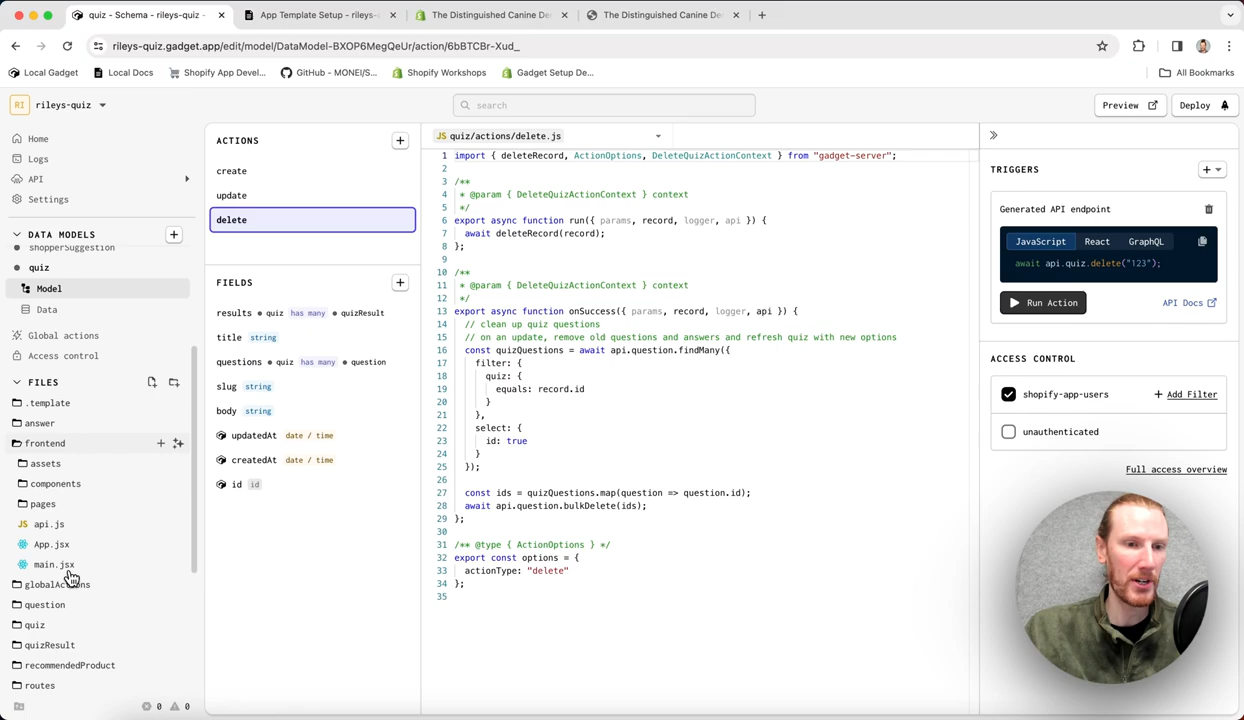 quiz - Schema - rileys-quiz -
App Template Setup - rileys-q
The Distinguished Canine De
The Distinguished Canine De
rileys-quiz.gadget.app/edit/model/DataModel-BXOP6MegQeUr/action/6bBTCBr-Xud_
Local Gadget
Local Docs
Shopify App Devel...
GitHub - MONEI/S...
Shopify Workshops
Gadget Setup De...
All Bookmarks
RI
rileys-quiz
search
Preview
Deploy
Home
Logs
API
Settings
DATA MODELS
shopperSuggestion
quiz
Model
Data
Global actions
Access control
FILES
.template
answer
frontend
assets
components
pages
JS api.js
App.jsx
main.jsx
globalActions
question
quiz
quizResult
recommendedProduct
routes
0 0
ACTIONS
create
update
delete
FIELDS
results quiz has many quizResult
title string
questions quiz has many question
slug string
body string
updatedAt date / time
createdAt date / time
id id
JS quiz/actions/delete.js
1 import { deleteRecord, ActionOptions, DeleteQuizActionContext } from "gadget-server";
2
3 /**
4 * @param { DeleteQuizActionContext } context
5 */
6 export async function run({ params, record, logger, api }) {
7 await deleteRecord(record);
8 };
9
10 /**
11 * @param { DeleteQuizActionContext } context
12 */
13 export async function onSuccess({ params, record, logger, api }) {
14 // clean up quiz questions
15 // on an update, remove old questions and answers and refresh quiz with new options
16 const quizQuestions = await api.question.findMany({
17 filter: {
18 quiz: {
19 equals: record.id
20 }
21 },
22 select: {
23 id: true
24 }
25 });
26
27 const ids = quizQuestions.map(question => question.id);
28 await api.question.bulkDelete(ids);
29 };
30
31 /** @type { ActionOptions } */
32 export const options = {
33 actionType: "delete"
34 };
35
TRIGGERS
Generated API endpoint
JavaScript React GraphQL
await api.quiz.delete("123");
Run Action
API Docs
ACCESS CONTROL
shopify-app-users
+ Add Filter
unauthenticated
Full access overview